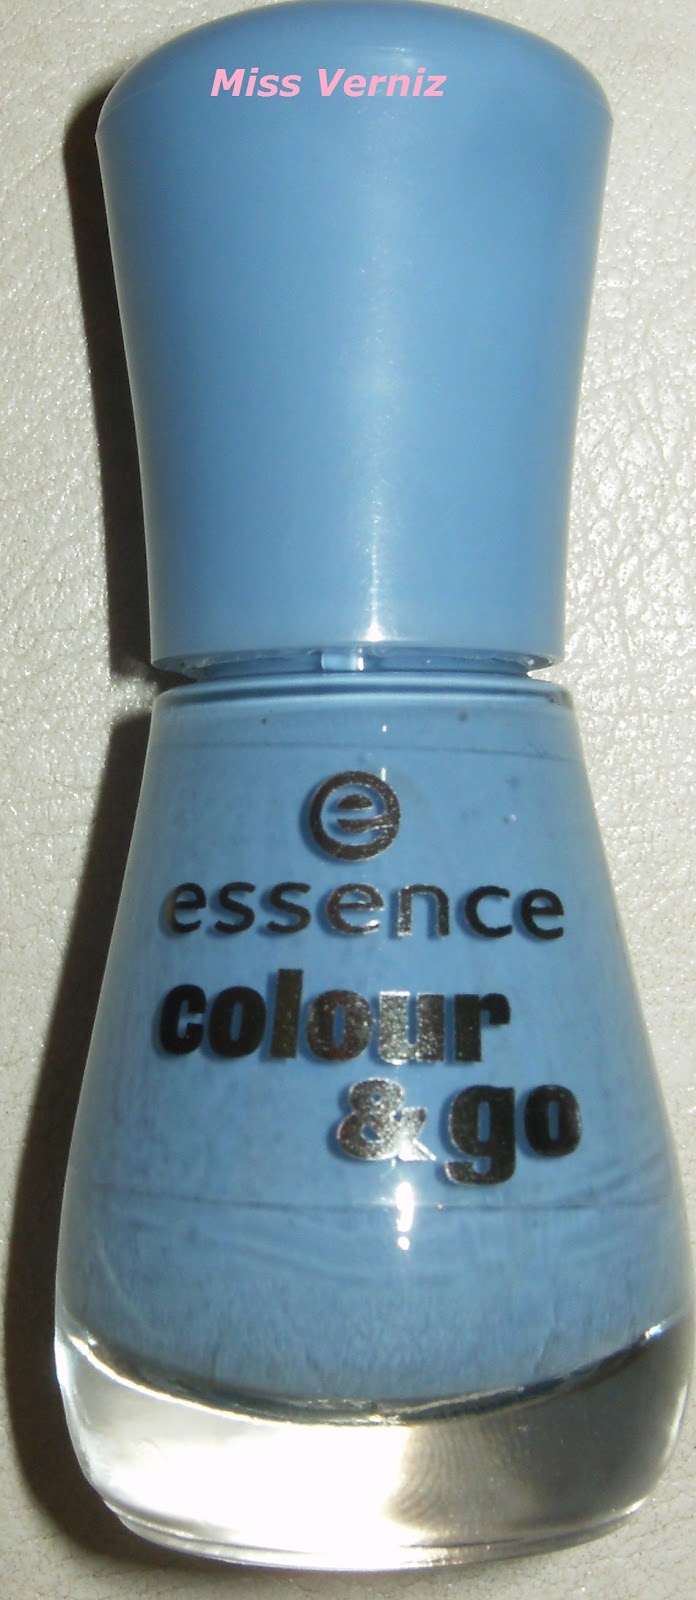 Miss Verniz
e
essence
colour
& go